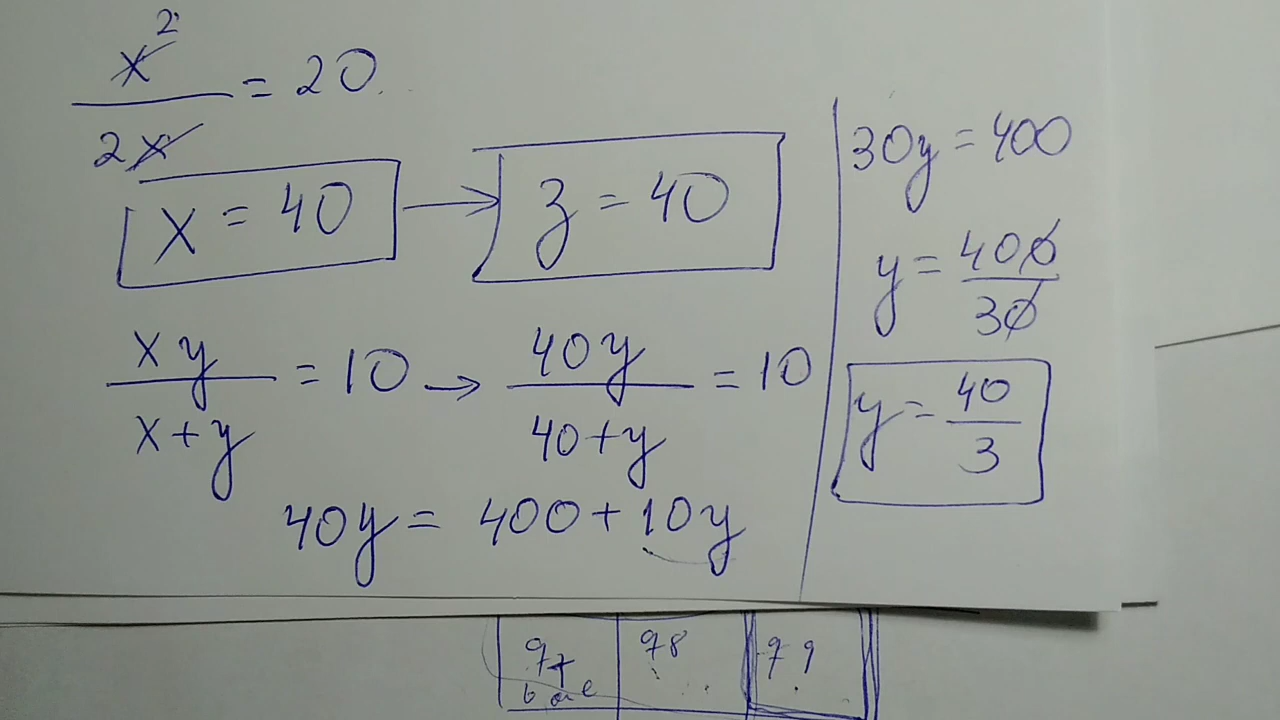 x²/2x = 20.
x = 40 → z = 40
xy/x+y = 10 → 40y/40+y = 10
40y = 400 + 10y
30y = 400
y = 400/30
y = 40/3
97 98 99